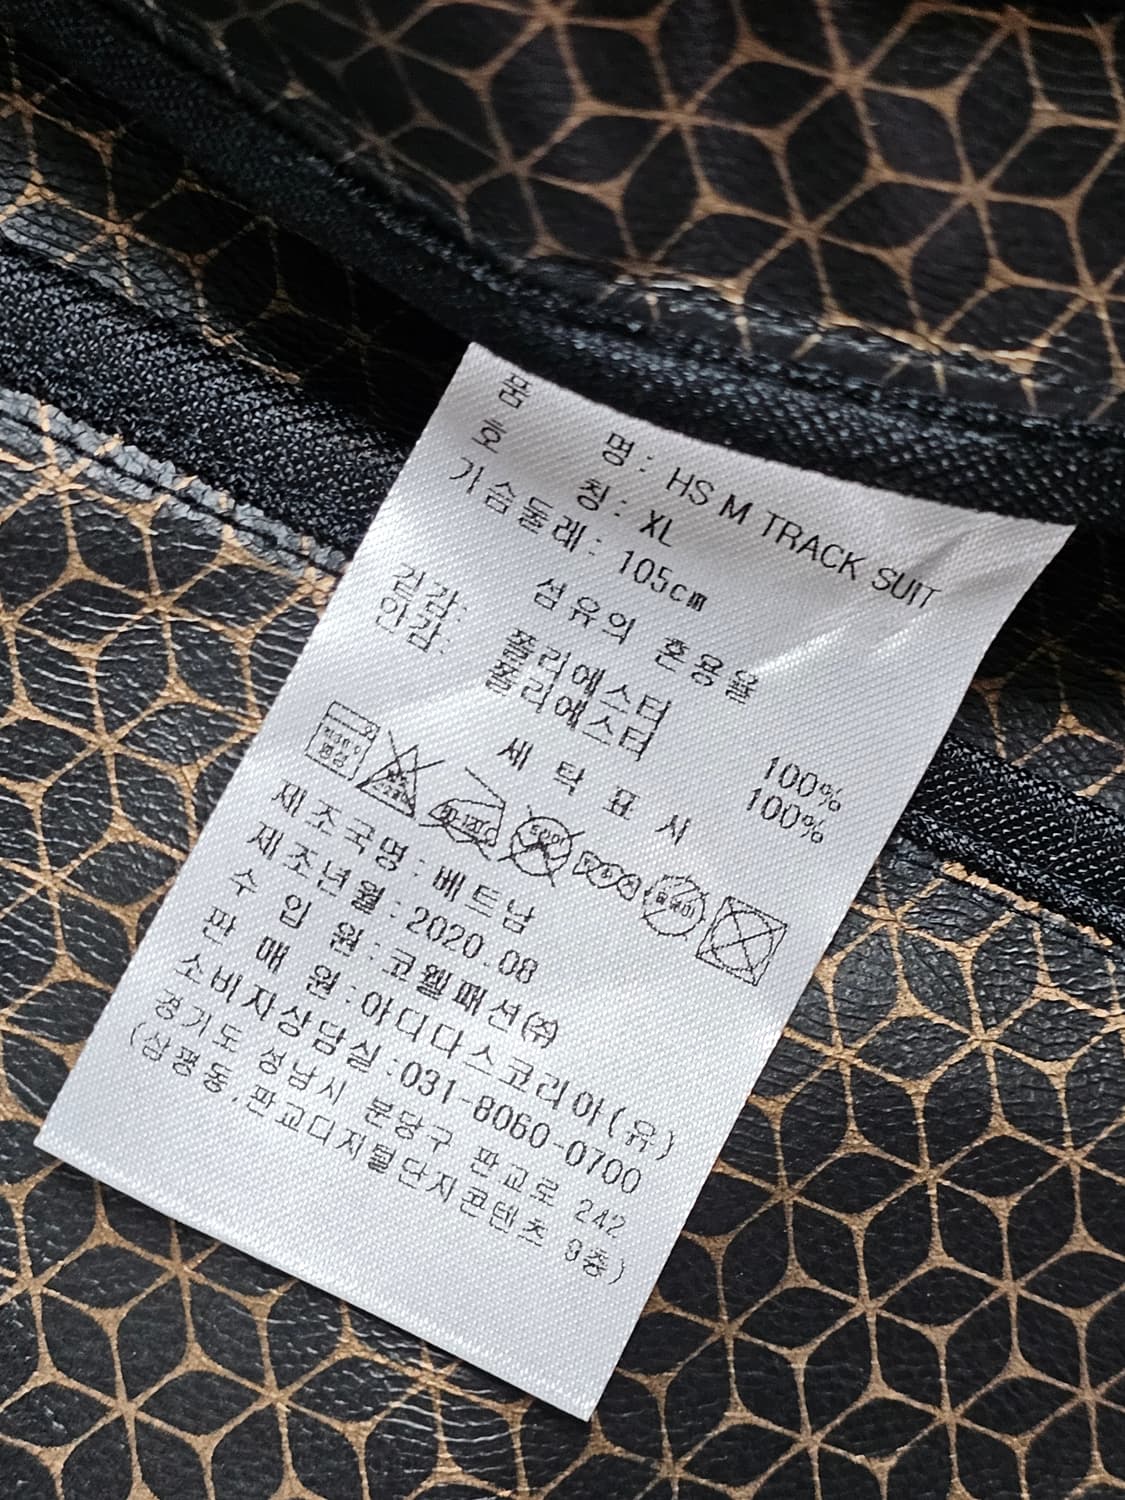 품 명: HS M TRACK SUIT
호 칭: XL
가슴둘레: 105cm
섬유의 혼용율
겉감: 폴리에스터 100%
안감: 폴리에스터 100%
세 탁 표 시
제조국명: 베트남
제조년월: 2020.08
수 입 원: 코웰패션㈜
판 매 원: 아디다스코리아(유)
소비자상담실: 031-8060-0700
경기도 성남시 분당구 판교로 242
(삼평동,판교디지털단지콘텐츠 9층)